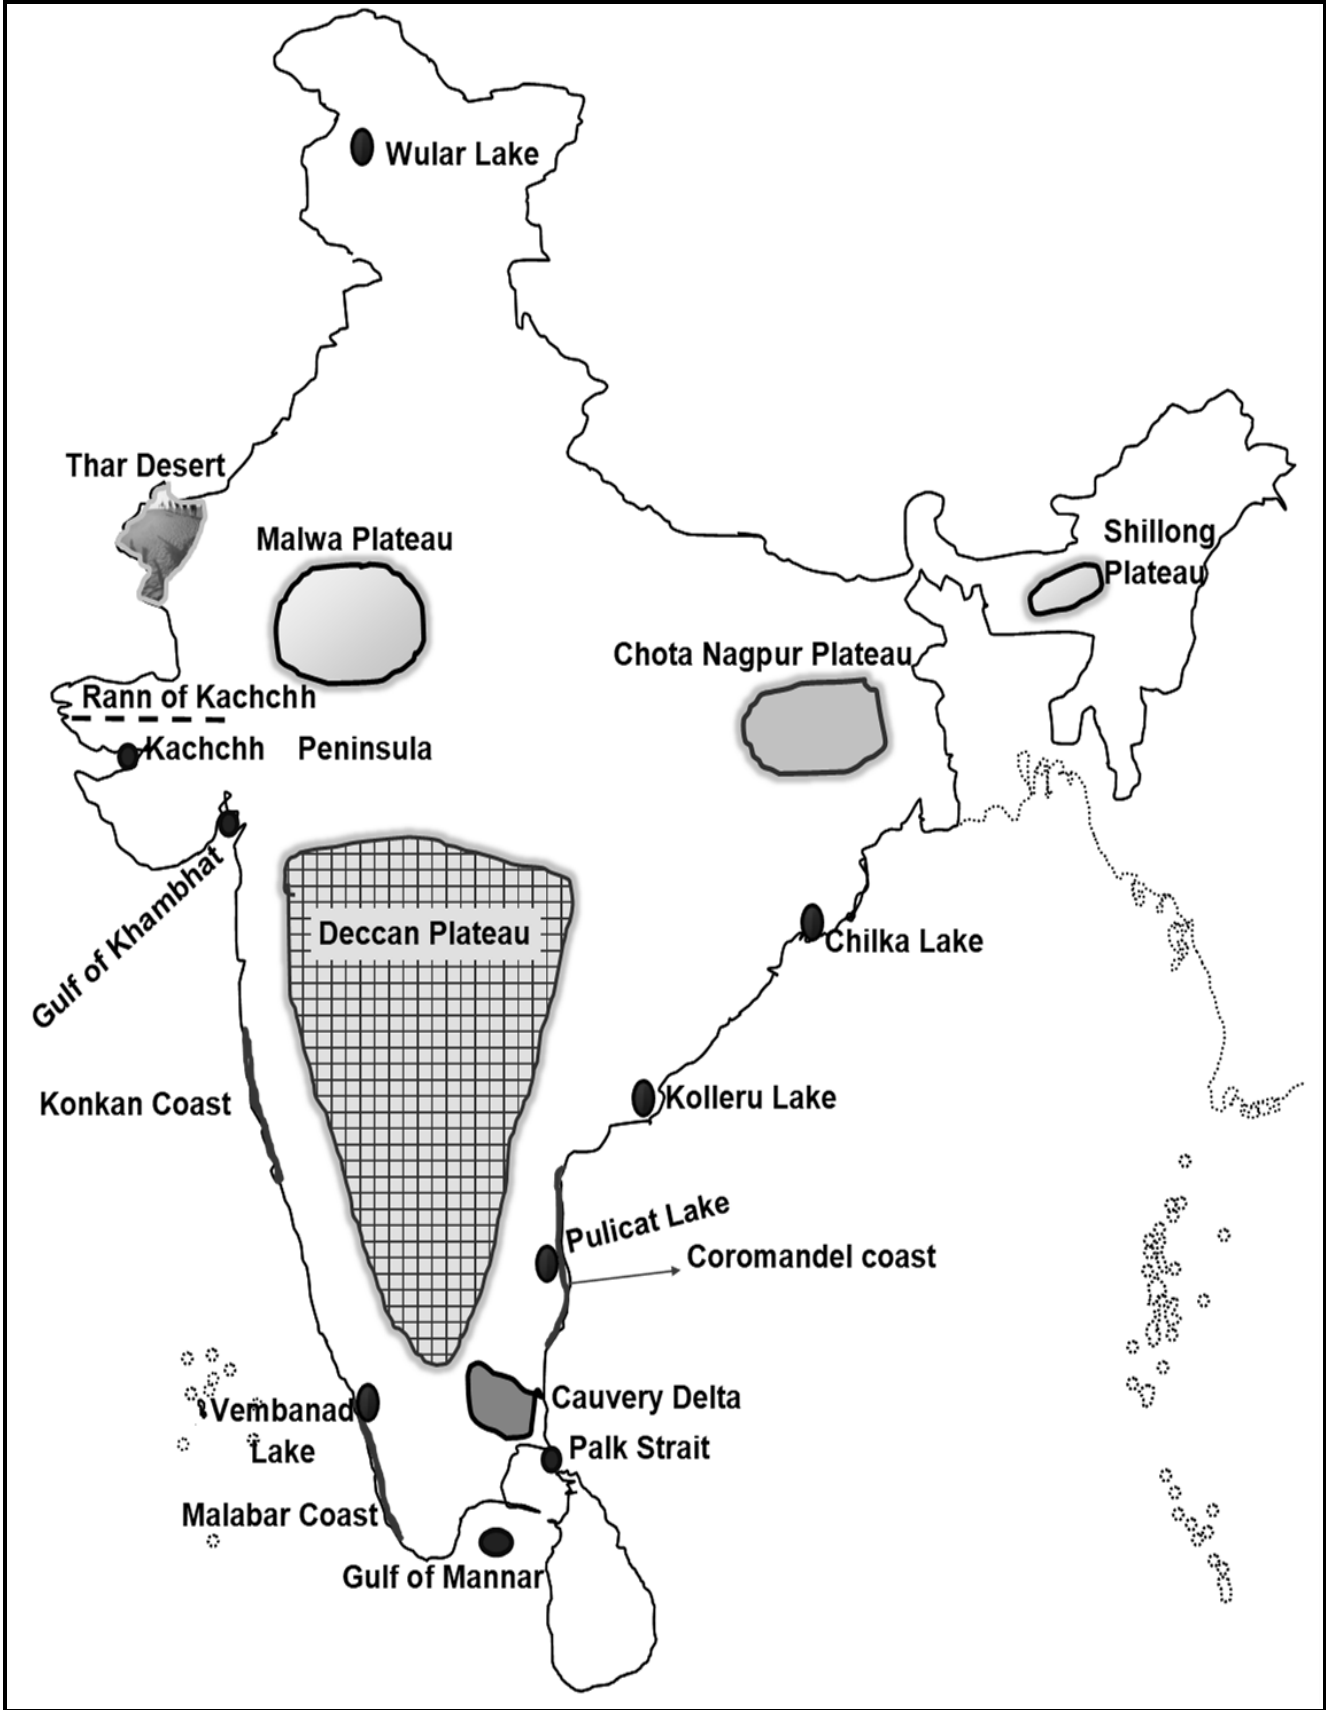 Wular Lake
Thar Desert
Malwa Plateau
Shillong
Plateau
Chota Nagpur Plateau
Rann of Kachchh
Kachchh Peninsula
Gulf of Khambhat
Deccan Plateau
Chilka Lake
Konkan Coast
Kolleru Lake
Pulicat Lake
Coromandel coast
Cauvery Delta
Vembanad
Lake
Palk Strait
Malabar Coast
Gulf of Mannar